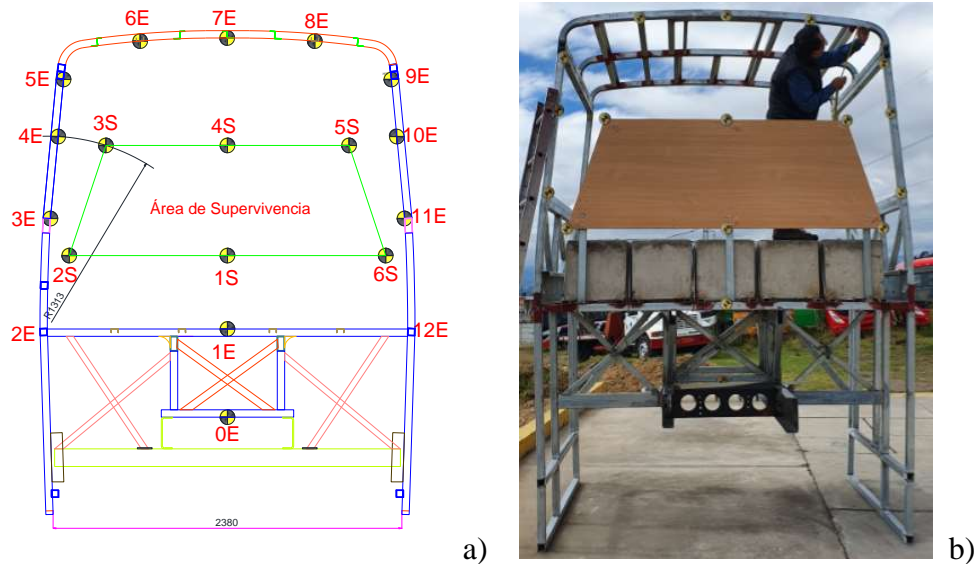 6E 7E 8E
5E 9E
4E 3S 4S 5S 10E
Área de Supervivencia
3E 11E
2S 1S 6S
R1313
2E 1E 12E
0E
2380
a) b)